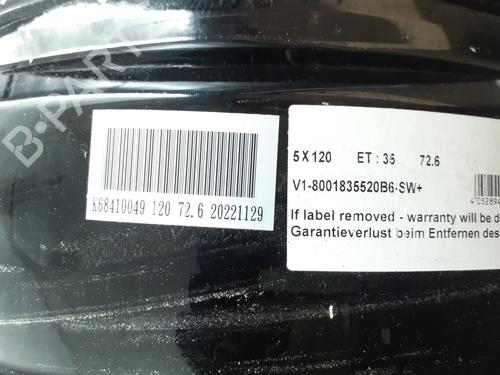 B-PART
K68410049 120 72.6 20221129
5X120 ET : 35 72.6
V1-8001835520B6-SW+
If label removed - warranty will be
Garantieverlust beim Entfernen des